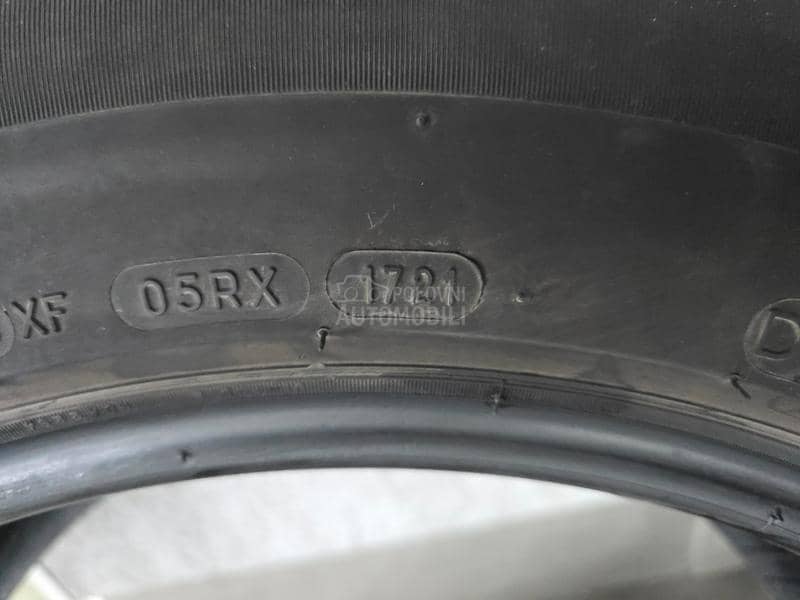 XF 05RX 1721 D
POLOVNI
AUTOMOBILI